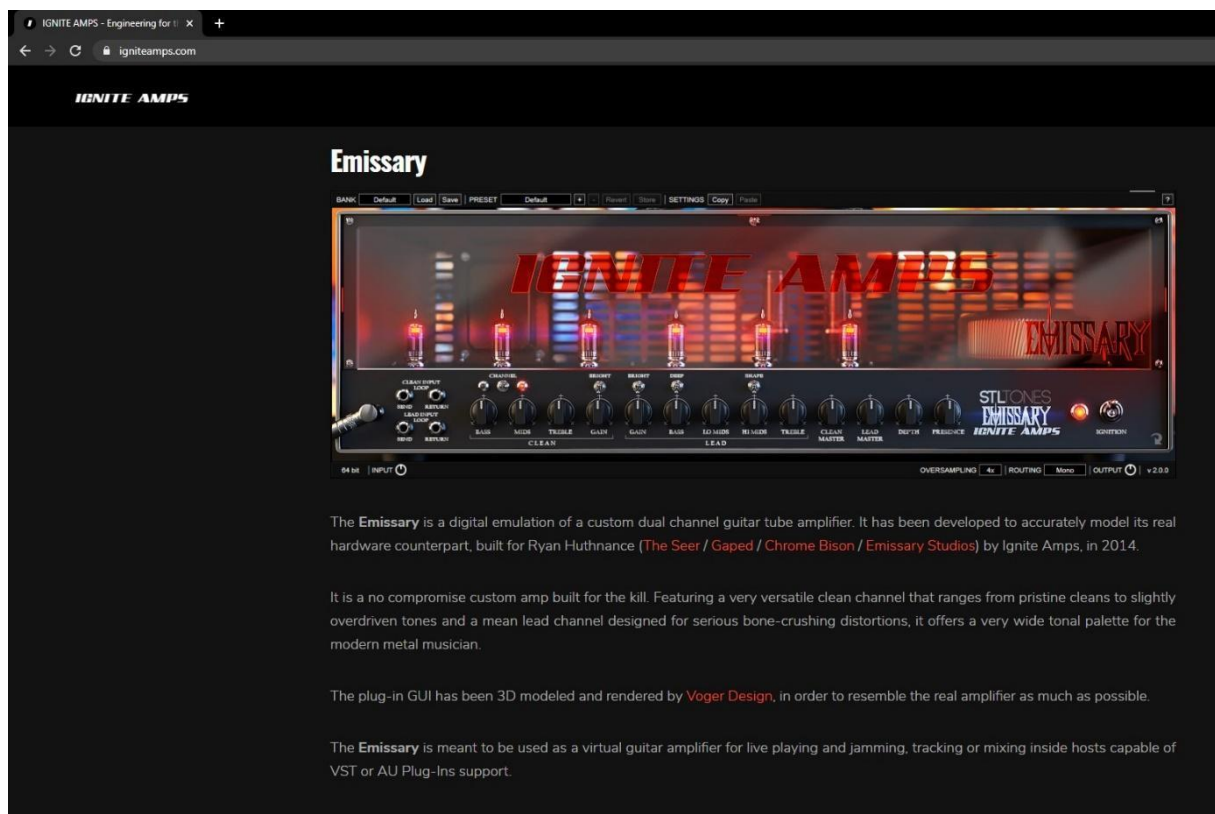 IGNITE AMPS - Engineering for t
igniteamps.com
IGNITE AMPS
Emissary
BANK Default Load Save PRESET Default + - Revert Store SETTINGS Copy Paste ?
IGNITE AMPS
EMISSARY
CLEAN INPUT LOOP
SEND RETURN
LEAD INPUT LOOP
SEND RETURN
CHANNEL BRIGHT BRIGHT DEEP SHAPE
BASS MIDS TREBLE GAIN GAIN BASS LO MIDS HI MIDS TREBLE CLEAN MASTER LEAD MASTER DEPTH PRESENCE
CLEAN LEAD
STL TONES
EMISSARY
IGNITE AMPS
IGNITION
64 bit INPUT OVERSAMPLING 4x ROUTING Mono OUTPUT v 2.0.0
The Emissary is a digital emulation of a custom dual channel guitar tube amplifier. It has been developed to accurately model its real
hardware counterpart, built for Ryan Huthnance (The Seer / Gaped / Chrome Bison / Emissary Studios) by Ignite Amps, in 2014.
It is a no compromise custom amp built for the kill. Featuring a very versatile clean channel that ranges from pristine cleans to slightly
overdriven tones and a mean lead channel designed for serious bone-crushing distortions, it offers a very wide tonal palette for the
modern metal musician.
The plug-in GUI has been 3D modeled and rendered by Voger Design, in order to resemble the real amplifier as much as possible.
The Emissary is meant to be used as a virtual guitar amplifier for live playing and jamming, tracking or mixing inside hosts capable of
VST or AU Plug-Ins support.